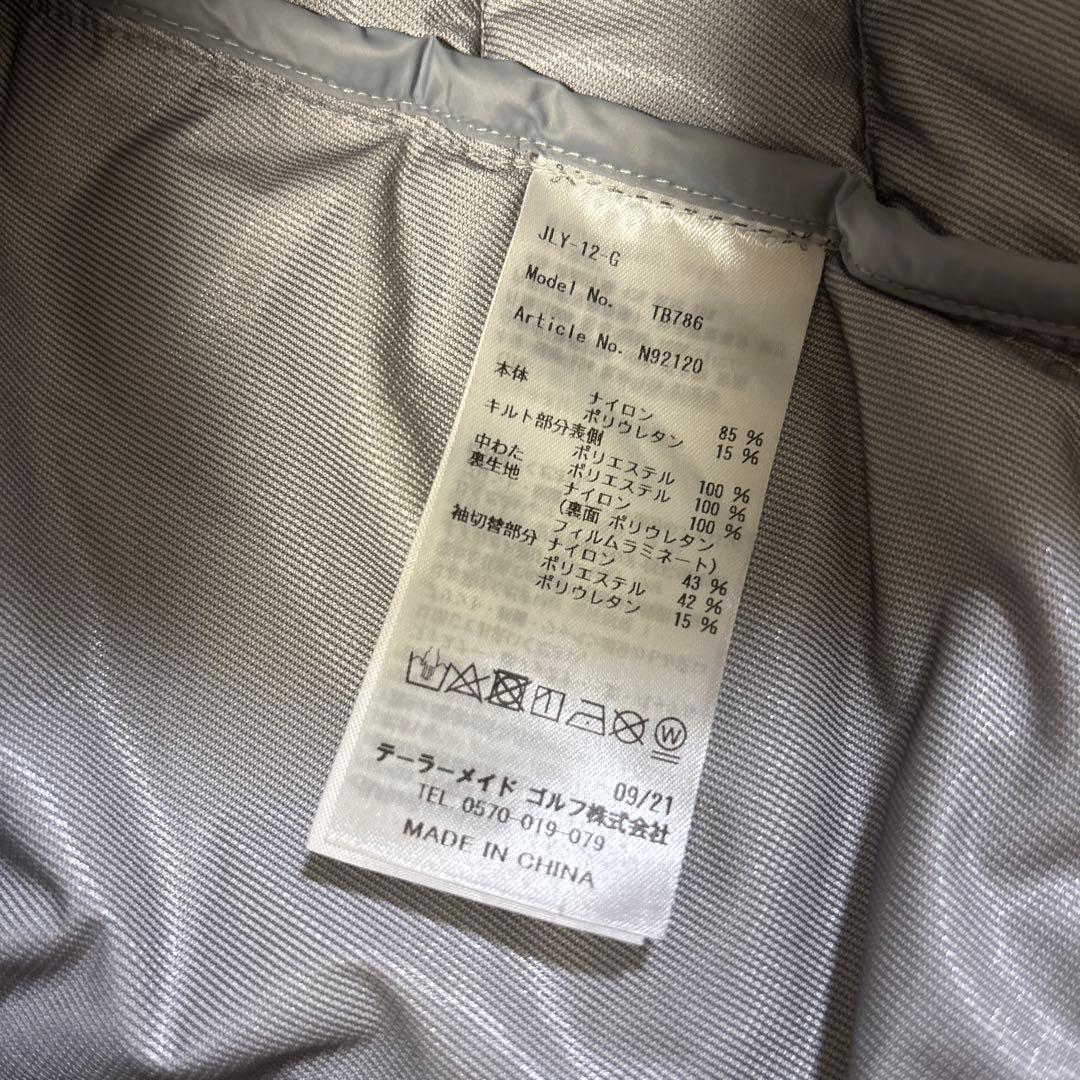 JLY-12-G
Model No. TB786
Article No. N92120
本体 ナイロン 85 %
ポリウレタン 15 %
キルト部分表側 ポリエステル 100 %
中わた ポリエステル 100 %
裏生地 ナイロン 100 %
(裏面 ポリウレタン
フィルムラミネート)
袖切替部分 ナイロン 43 %
ポリエステル 42 %
ポリウレタン 15 %
W
09/21
テーラーメイド ゴルフ株式会社
TEL 0570-019-079
MADE IN CHINA